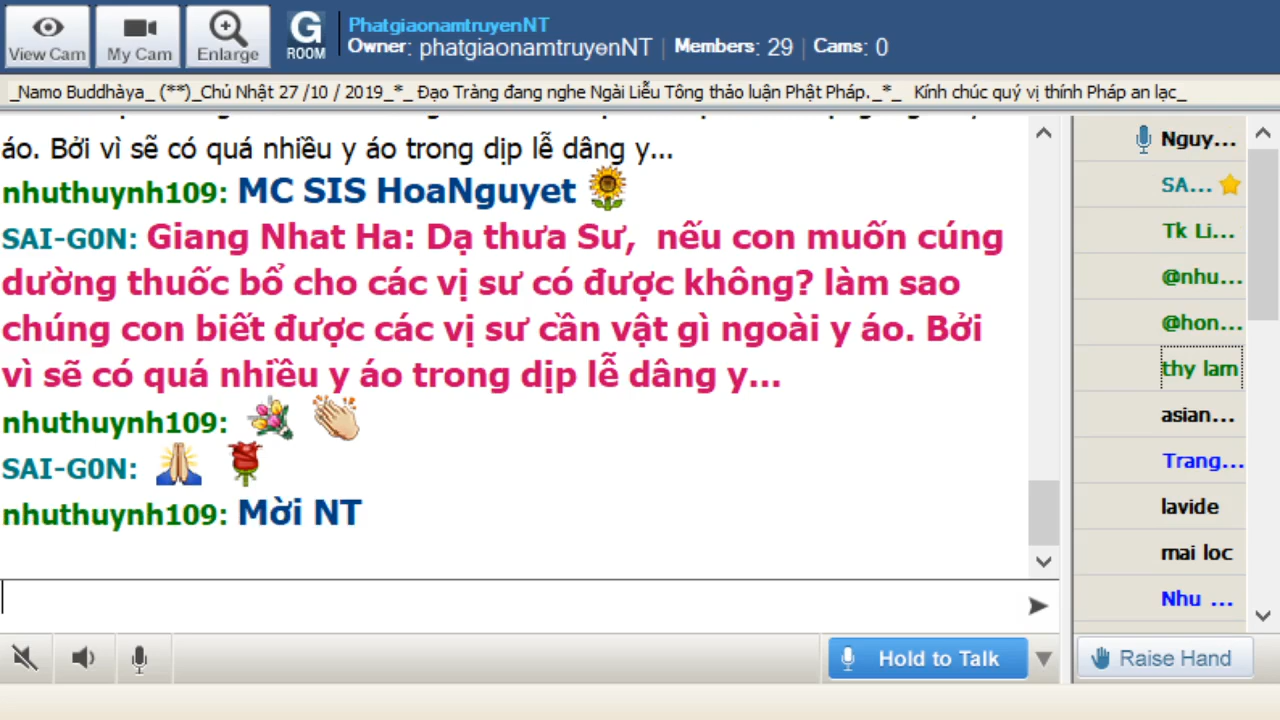 View Cam
My Cam
Enlarge
G
ROOM
PhatgiaonamtruyenNT
Owner: phatgiaonamtruyenNT | Members: 29 | Cams: 0
_Namo Buddhàya_ (**)_Chủ Nhật 27 /10 / 2019_*_ Đạo Tràng đang nghe Ngài Liễu Tông thảo luận Phật Pháp._*_ Kính chúc quý vị thính Pháp an lạc_
áo. Bởi vì sẽ có quá nhiều y áo trong dịp lễ dâng y...
nhuthuynh109: MC SIS HoaNguyet
SAI-G0N: Giang Nhat Ha: Dạ thưa Sư, nếu con muốn cúng
dường thuốc bổ cho các vị sư có được không? làm sao
chúng con biết được các vị sư cần vật gì ngoài y áo. Bởi
vì sẽ có quá nhiều y áo trong dịp lễ dâng y...
nhuthuynh109:
SAI-G0N:
nhuthuynh109: Mời NT
Nguy...
SA...
Tk Li...
@nhu...
@hon...
thy lam
asian...
Trang...
lavide
mai loc
Nhu ...
Hold to Talk
Raise Hand